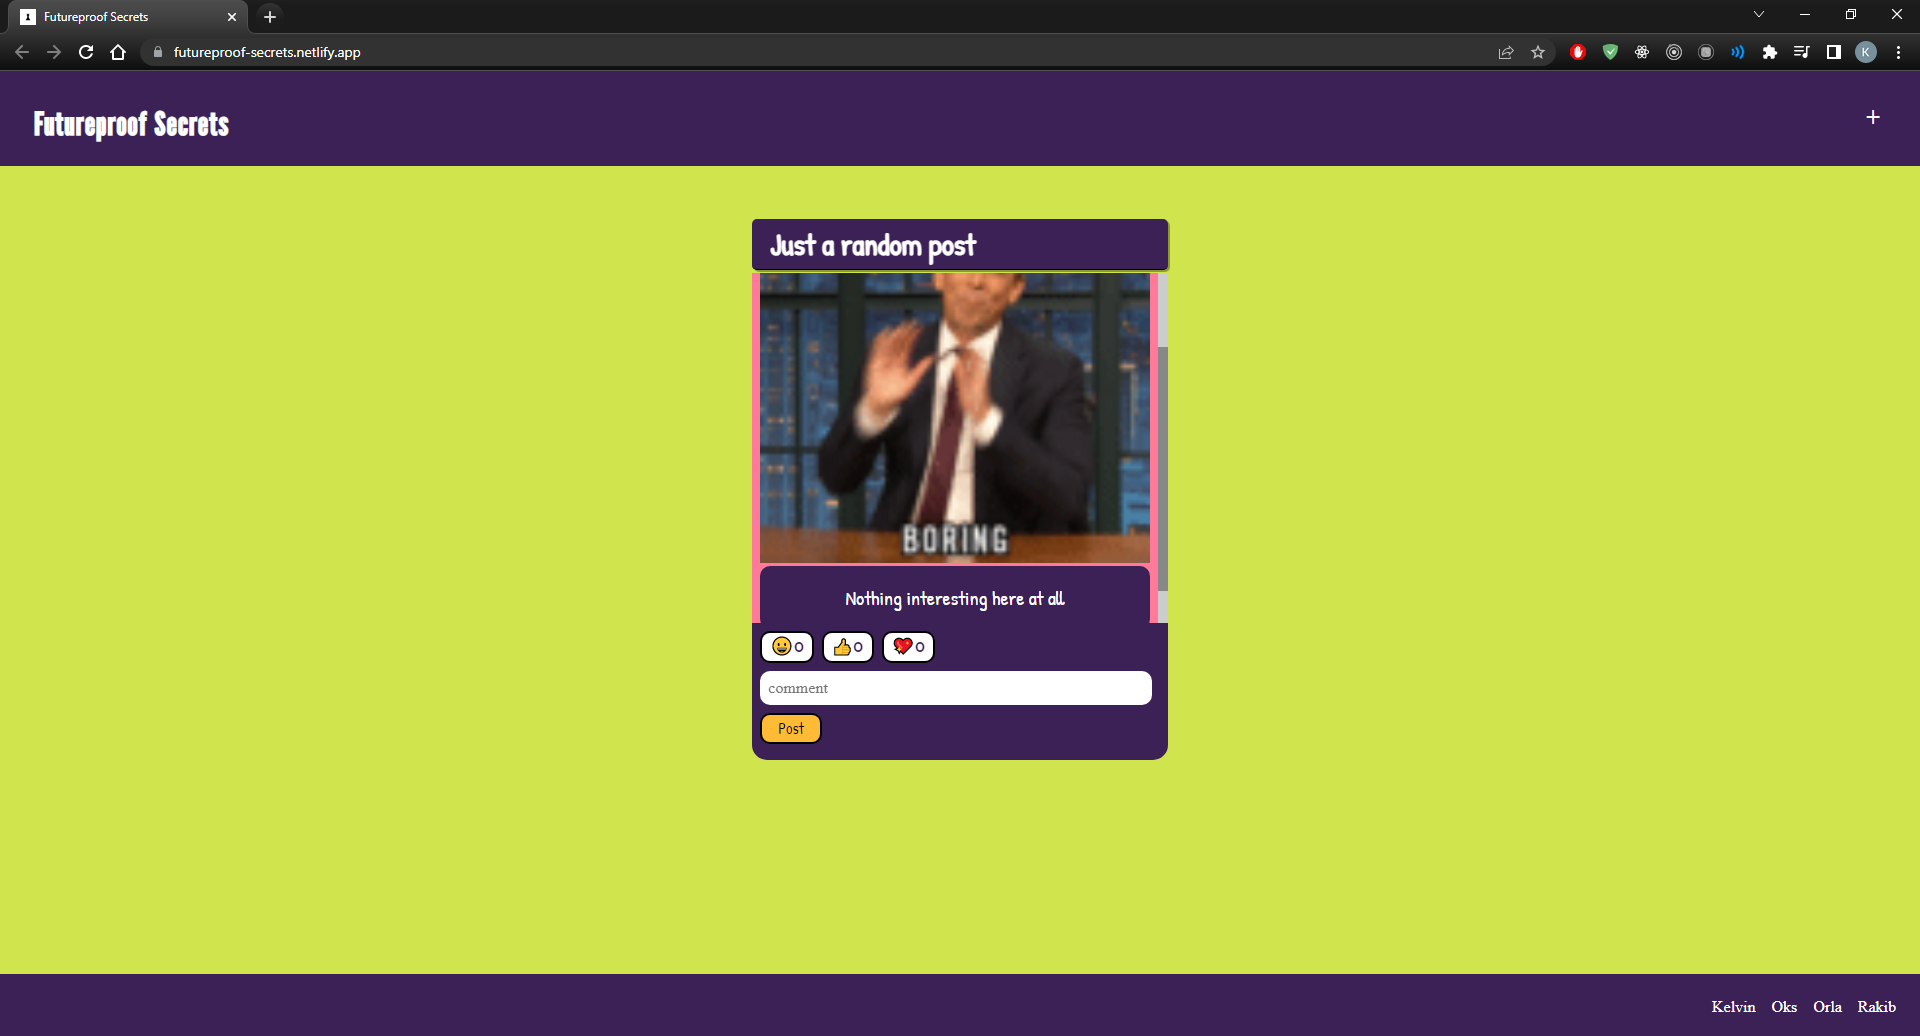 Futureproof Secrets
futureproof-secrets.netlify.app
K
Futureproof Secrets
+
Just a random post
BORING
Nothing interesting here at all
0 0 0
comment
Post
Kelvin Oks Orla Rakib